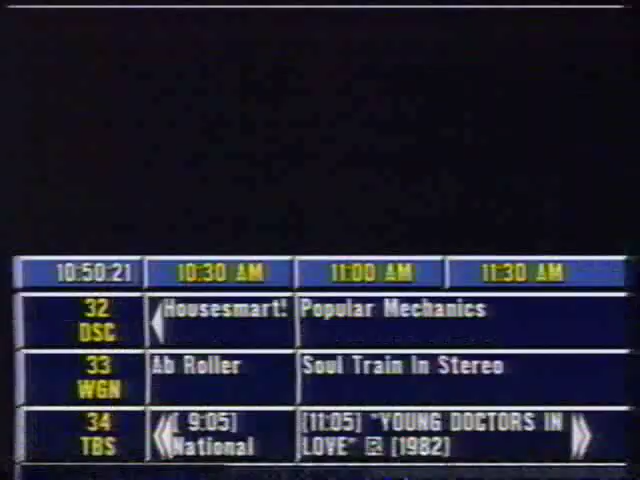 10:50:21 10:30 AM 11:00 AM 11:30 AM
32 Housesmart! Popular Mechanics
DSC
33 Ab Roller Soul Train In Stereo
WGN
34 [ 9:05] [11:05] "YOUNG DOCTORS IN
TBS National LOVE" R [1982]